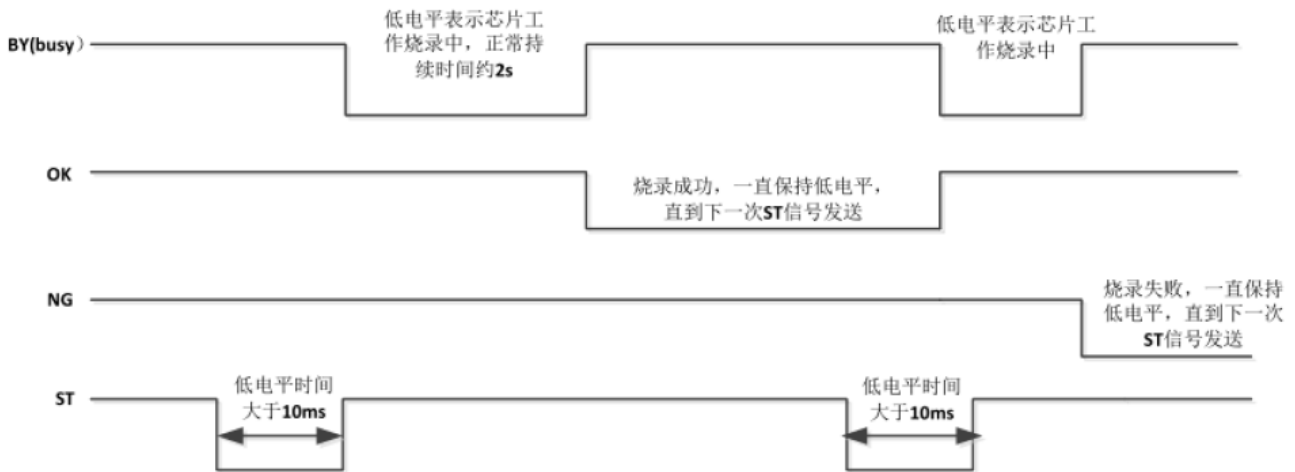 低电平表示芯片工
作烧录中，正常持
续时间约2s
低电平表示芯片工
作烧录中
BY(busy）
OK
烧录成功，一直保持低电平，
直到下一次ST信号发送
NG
烧录失败，一直保持
低电平，直到下一次
ST信号发送
ST
低电平时间
大于10ms
低电平时间
大于10ms